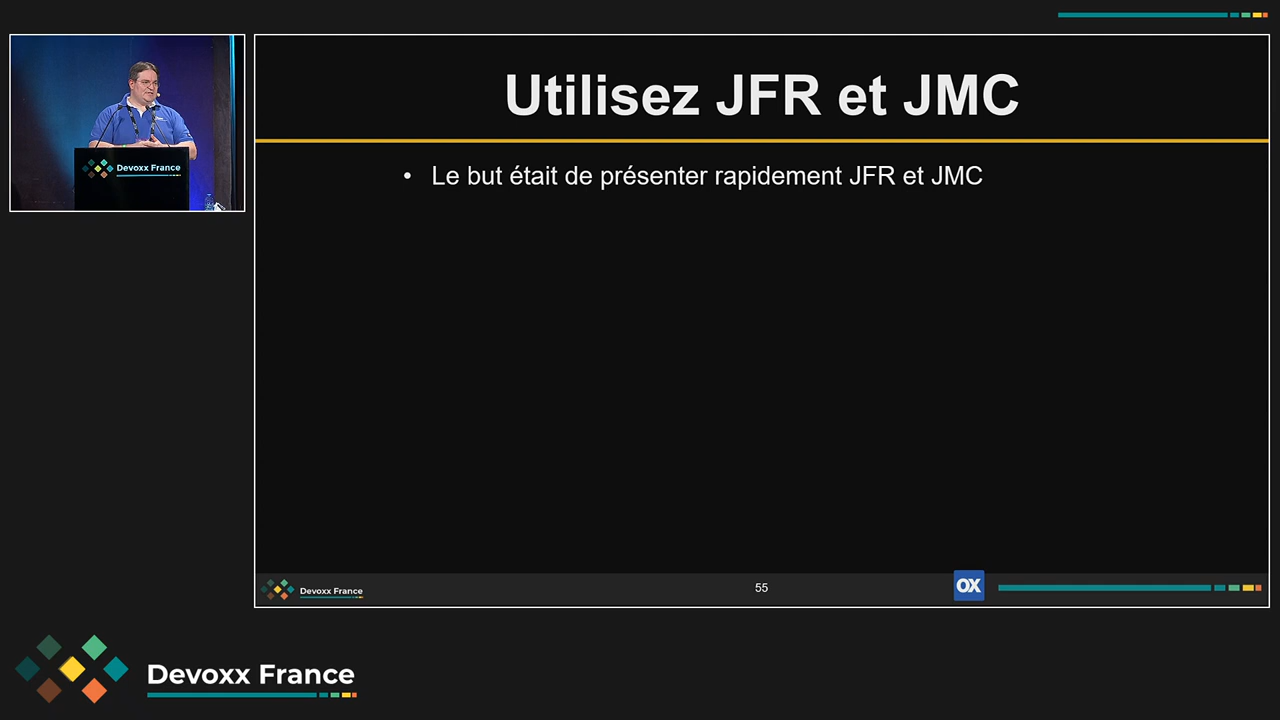 Utilisez JFR et JMC
• Le but était de présenter rapidement JFR et JMC
Devoxx France
Devoxx France
55
OX
Devoxx France